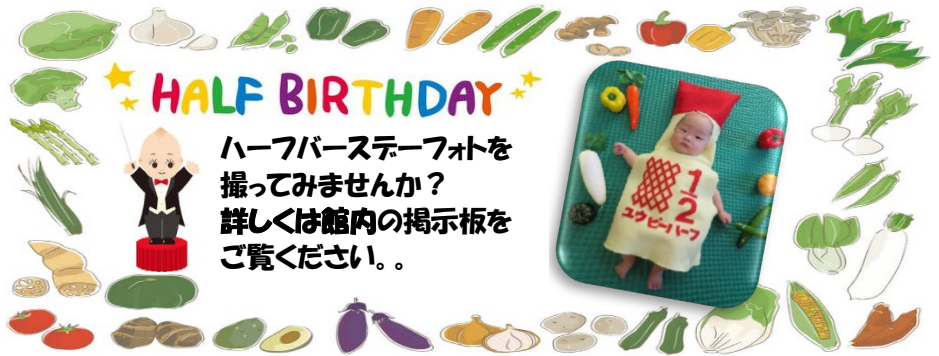 HALF BIRTHDAY
ハーフバースデーフォトを
撮ってみませんか？
詳しくは館内の掲示板を
ご覧ください。。
1/2
ユウピーハーフ